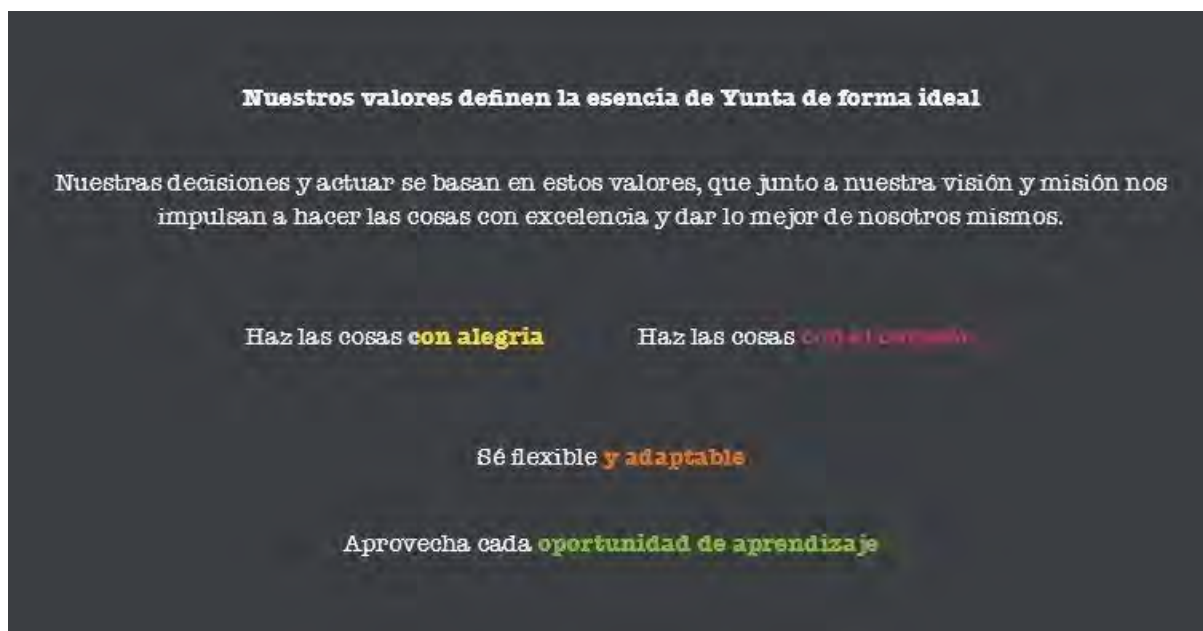 Nuestros valores definen la esencia de Yunta de forma ideal
Nuestras decisiones y actuar se basan en estos valores, que junto a nuestra visión y misión nos
impulsan a hacer las cosas con excelencia y dar lo mejor de nosotros mismos.
Haz las cosas con alegria
Haz las cosas con el
Sé flexible y adaptable
Aprovecha cada oportunidad de aprendizaje